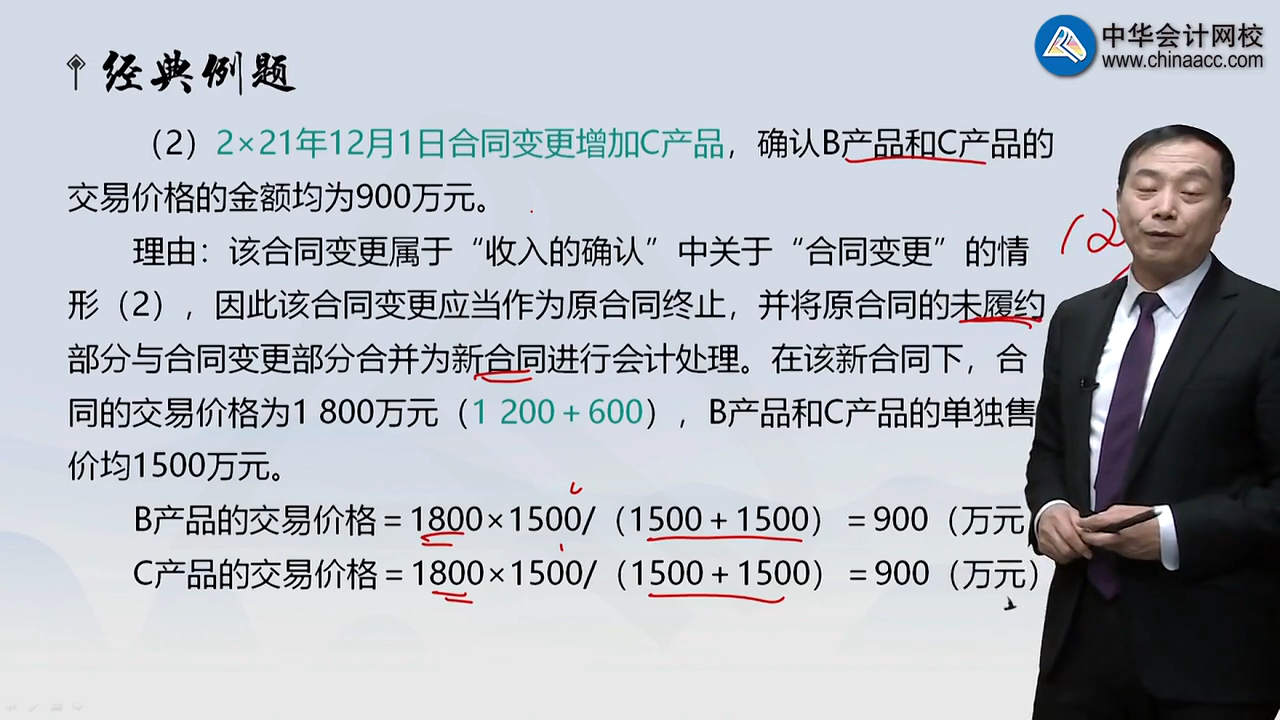 中华会计网校
www.chinaacc.com
经典例题
（2）2×21年12月1日合同变更增加C产品，确认B产品和C产品的
交易价格的金额均为900万元。
理由：该合同变更属于“收入的确认”中关于“合同变更”的情
形（2），因此该合同变更应当作为原合同终止，并将原合同的未履约
部分与合同变更部分合并为新合同进行会计处理。在该新合同下，合
同的交易价格为1 800万元（1 200＋600），B产品和C产品的单独售
价均1500万元。
B产品的交易价格＝1800×1500/（1500＋1500）＝900（万元）
C产品的交易价格＝1800×1500/（1500＋1500）＝900（万元）